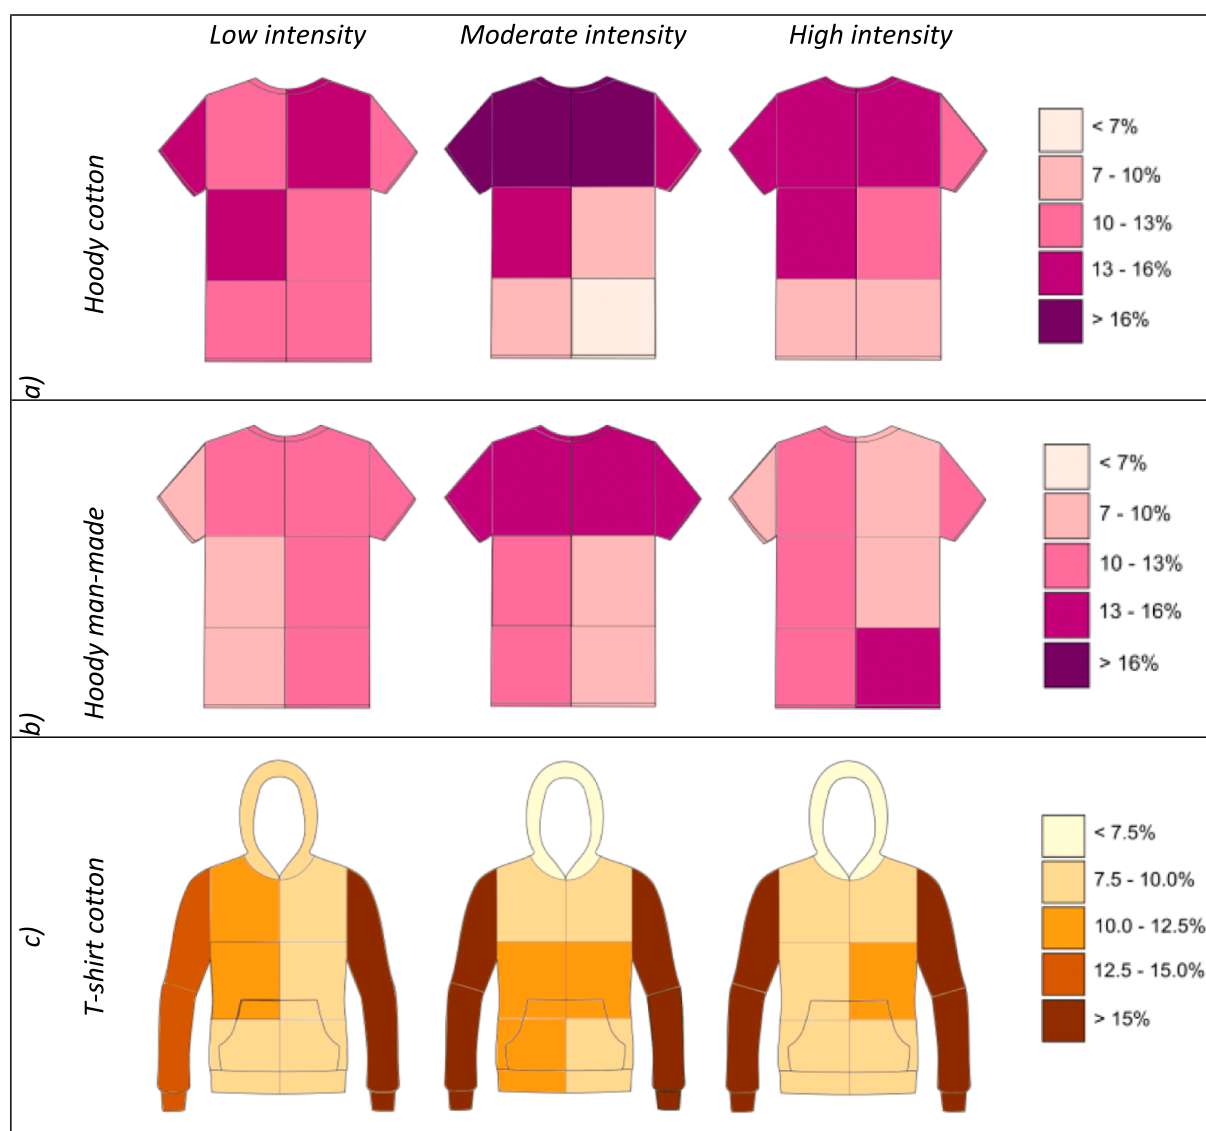 Low intensity
Moderate intensity
High intensity
Hoody cotton
< 7%
7 - 10%
10 - 13%
13 - 16%
> 16%
a)
Hoody man-made
< 7%
7 - 10%
10 - 13%
13 - 16%
> 16%
b)
T-shirt cotton
< 7.5%
7.5 - 10.0%
10.0 - 12.5%
12.5 - 15.0%
> 15%
c)